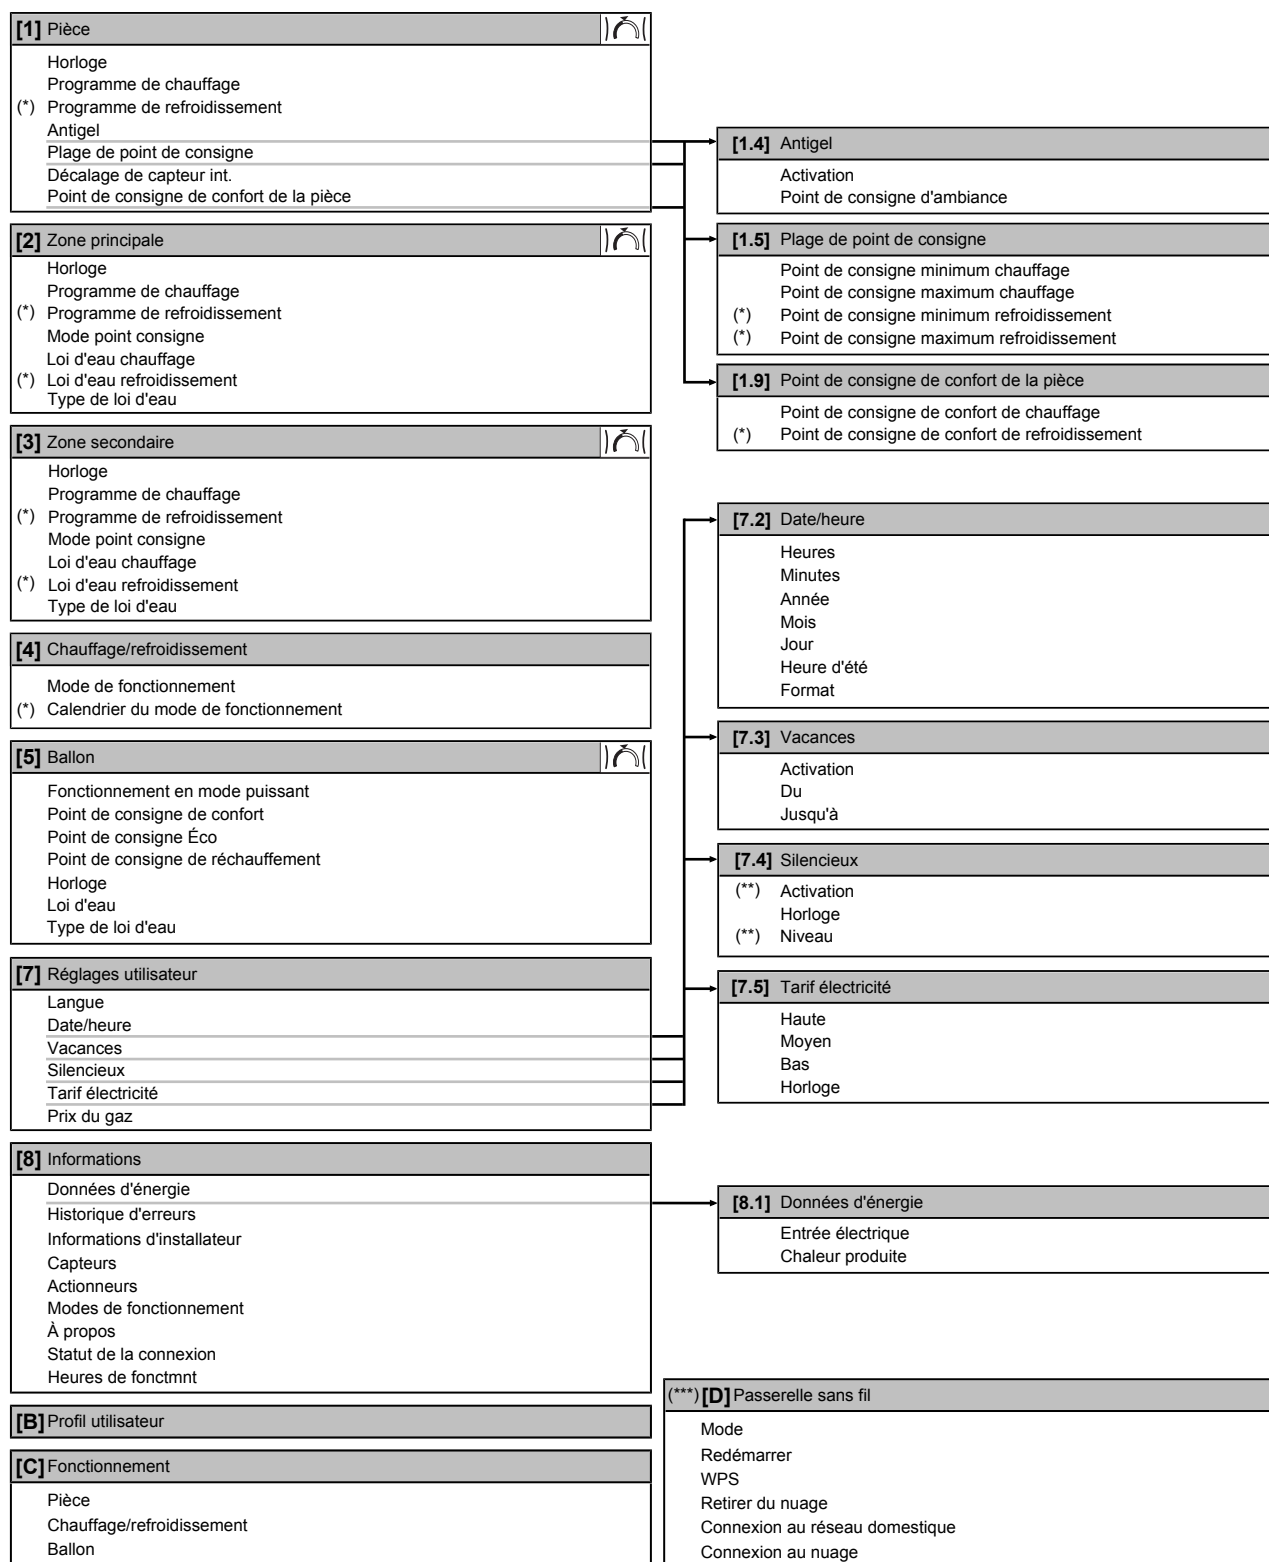 [1] Pièce
Horloge
Programme de chauffage
(*) Programme de refroidissement
Antigel
Plage de point de consigne
Décalage de capteur int.
Point de consigne de confort de la pièce
[2] Zone principale
Horloge
Programme de chauffage
(*) Programme de refroidissement
Mode point consigne
Loi d'eau chauffage
(*) Loi d'eau refroidissement
Type de loi d'eau
[3] Zone secondaire
Horloge
Programme de chauffage
(*) Programme de refroidissement
Mode point consigne
Loi d'eau chauffage
(*) Loi d'eau refroidissement
Type de loi d'eau
[4] Chauffage/refroidissement
Mode de fonctionnement
(*) Calendrier du mode de fonctionnement
[5] Ballon
Fonctionnement en mode puissant
Point de consigne de confort
Point de consigne Éco
Point de consigne de réchauffement
Horloge
Loi d'eau
Type de loi d'eau
[7] Réglages utilisateur
Langue
Date/heure
Vacances
Silencieux
Tarif électricité
Prix du gaz
[8] Informations
Données d'énergie
Historique d'erreurs
Informations d'installateur
Capteurs
Actionneurs
Modes de fonctionnement
À propos
Statut de la connexion
Heures de fonctmnt
[B] Profil utilisateur
[C] Fonctionnement
Pièce
Chauffage/refroidissement
Ballon
[1.4] Antigel
Activation
Point de consigne d'ambiance
[1.5] Plage de point de consigne
Point de consigne minimum chauffage
Point de consigne maximum chauffage
(*) Point de consigne minimum refroidissement
(*) Point de consigne maximum refroidissement
[1.9] Point de consigne de confort de la pièce
Point de consigne de confort de chauffage
(*) Point de consigne de confort de refroidissement
[7.2] Date/heure
Heures
Minutes
Année
Mois
Jour
Heure d'été
Format
[7.3] Vacances
Activation
Du
Jusqu'à
[7.4] Silencieux
(**) Activation
Horloge
(**) Niveau
[7.5] Tarif électricité
Haute
Moyen
Bas
Horloge
[8.1] Données d'énergie
Entrée électrique
Chaleur produite
(***) [D] Passerelle sans fil
Mode
Redémarrer
WPS
Retirer du nuage
Connexion au réseau domestique
Connexion au nuage